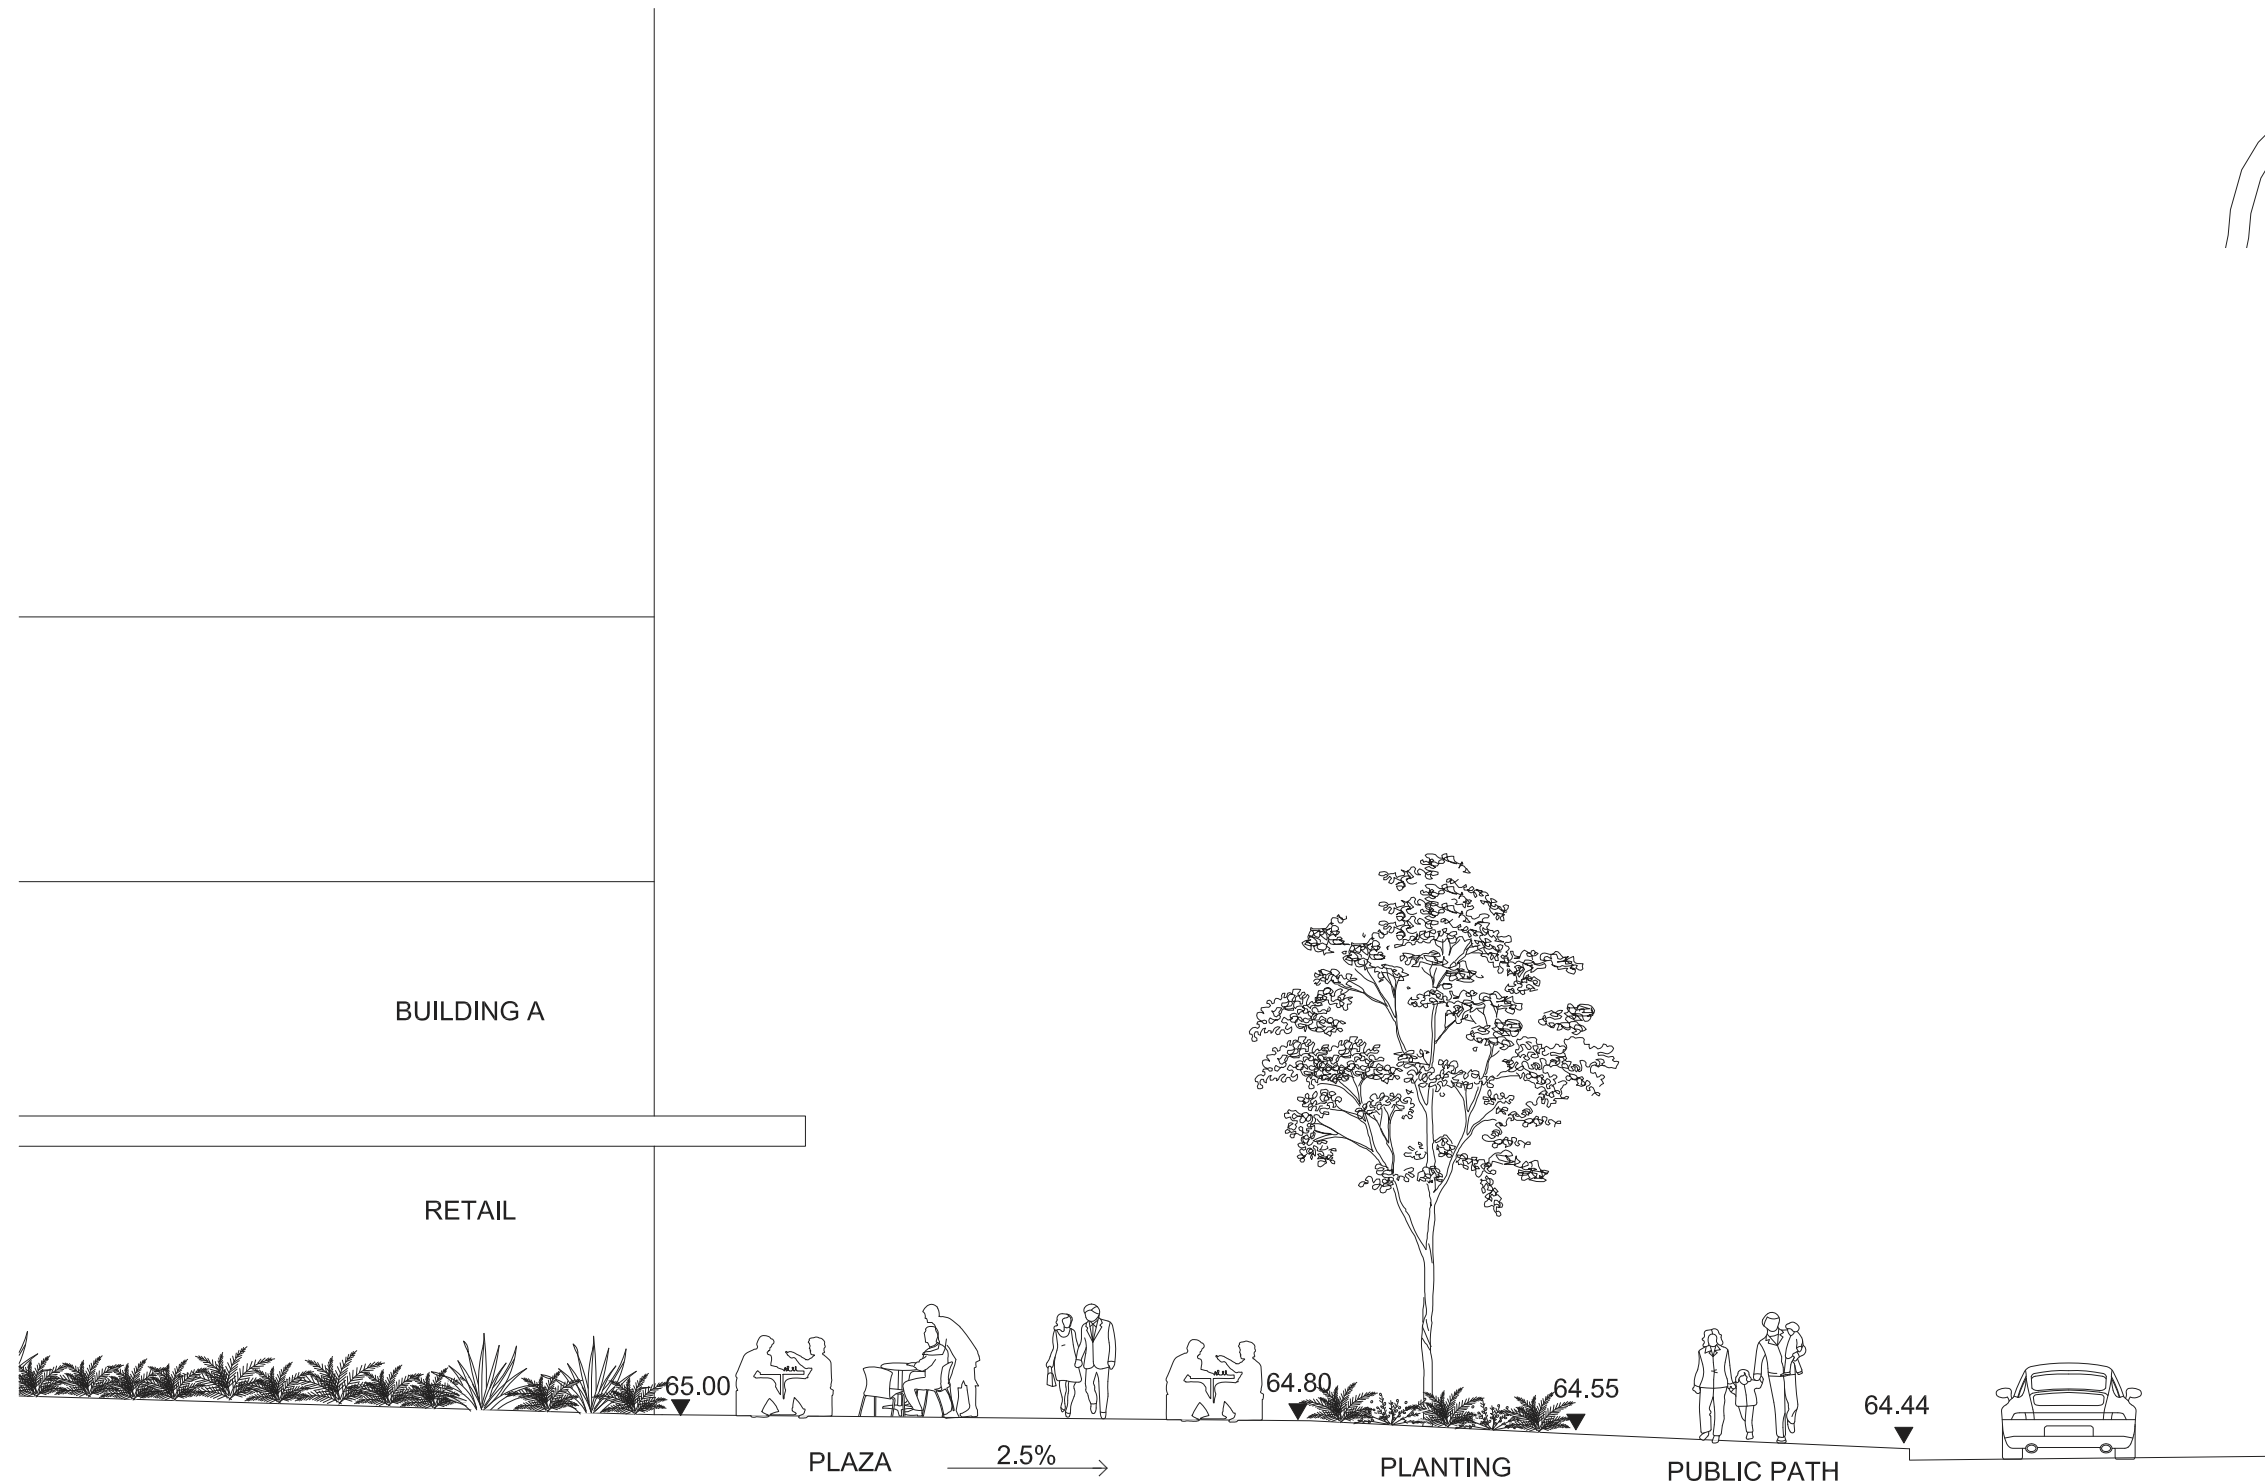 BUILDING A
RETAIL
65.00
64.80
64.55
64.44
PLAZA
2.5%
PLANTING
PUBLIC PATH